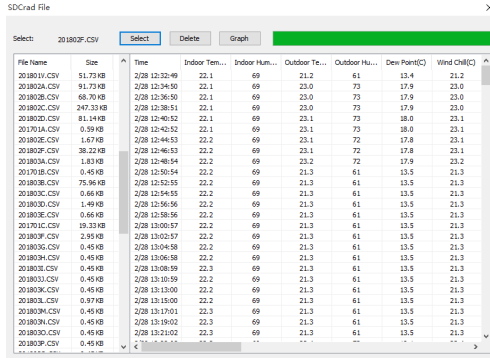 SDCrad File
Select: 201802F.CSV Select Delete Graph
File Name Size Time Indoor Tem... Indoor Hum... Outdoor Te... Outdoor Hu... Dew Point(C) Wind Chill(C)
201801V.CSV 51.73 KB 2/28 12:32:49 22.1 69 21.2 61 13.4 21.2
201802A.CSV 91.73 KB 2/28 12:34:50 22.1 69 23.0 73 17.9 23.0
201802B.CSV 68.70 KB 2/28 12:36:50 22.1 69 23.0 73 17.9 23.0
201802C.CSV 247.33 KB 2/28 12:38:51 22.1 69 23.0 73 17.9 23.0
201802D.CSV 81.14 KB 2/28 12:40:52 22.1 69 23.1 73 18.0 23.1
201701A.CSV 0.59 KB 2/28 12:42:52 22.1 69 23.1 73 18.0 23.1
201802E.CSV 1.67 KB 2/28 12:44:53 22.2 69 23.1 72 17.8 23.1
201802F.CSV 38.22 KB 2/28 12:46:53 22.2 69 23.1 72 17.8 23.1
201803A.CSV 1.83 KB 2/28 12:48:54 22.2 69 23.2 72 17.9 23.2
201701B.CSV 0.45 KB 2/28 12:50:54 22.2 69 21.3 61 13.5 21.3
201803B.CSV 75.96 KB 2/28 12:52:55 22.2 69 21.3 61 13.5 21.3
201803C.CSV 0.66 KB 2/28 12:54:55 22.2 69 21.3 61 13.5 21.3
201803D.CSV 1.49 KB 2/28 12:56:56 22.2 69 21.3 61 13.5 21.3
201803E.CSV 0.66 KB 2/28 12:58:56 22.2 69 21.3 61 13.5 21.3
201701C.CSV 19.33 KB 2/28 13:00:57 22.2 69 21.3 61 13.5 21.3
201803F.CSV 2.95 KB 2/28 13:02:57 22.2 69 21.3 61 13.5 21.3
201803G.CSV 0.45 KB 2/28 13:04:58 22.2 69 21.3 61 13.5 21.3
201803H.CSV 0.45 KB 2/28 13:06:58 22.2 69 21.3 61 13.5 21.3
201803I.CSV 0.45 KB 2/28 13:08:59 22.3 69 21.3 61 13.5 21.3
201803J.CSV 0.45 KB 2/28 13:10:59 22.2 69 21.3 61 13.5 21.3
201803K.CSV 0.45 KB 2/28 13:13:00 22.2 69 21.3 61 13.5 21.3
201803L.CSV 0.97 KB 2/28 13:15:00 22.2 69 21.3 61 13.5 21.3
201803M.CSV 0.45 KB 2/28 13:17:01 22.3 69 21.3 61 13.5 21.3
201803N.CSV 0.45 KB 2/28 13:19:02 22.3 69 21.3 61 13.5 21.3
201803O.CSV 0.45 KB 2/28 13:21:02 22.3 69 21.3 61 13.5 21.3
201803P.CSV 0.45 KB